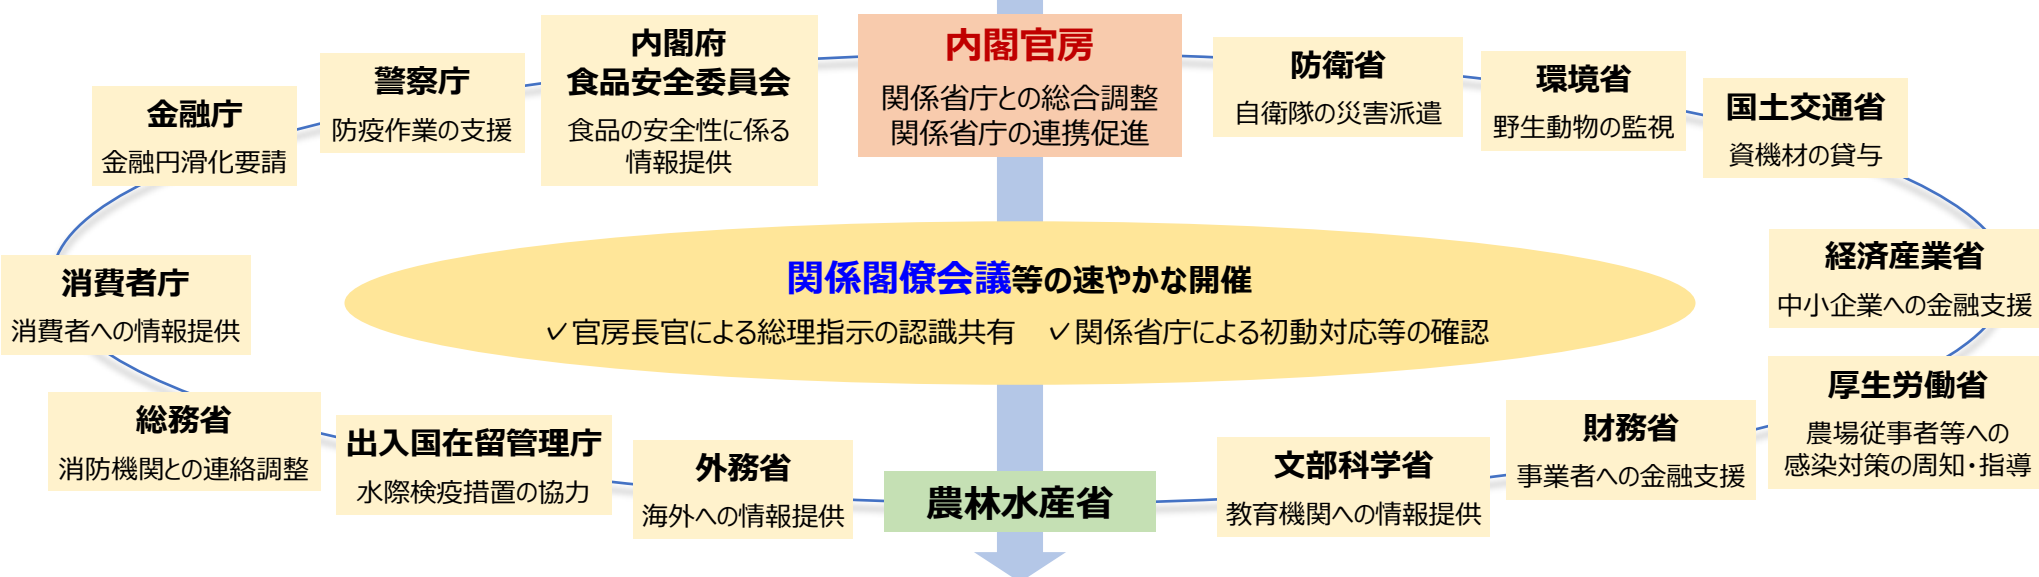 内閣官房
関係省庁との総合調整
関係省庁の連携促進
内閣府
食品安全委員会
食品の安全性に係る
情報提供
警察庁
防疫作業の支援
金融庁
金融円滑化要請
防衛省
自衛隊の災害派遣
環境省
野生動物の監視
国土交通省
資機材の貸与
関係閣僚会議等の速やかな開催
✓官房長官による総理指示の認識共有　✓関係省庁による初動対応等の確認
消費者庁
消費者への情報提供
経済産業省
中小企業への金融支援
総務省
消防機関との連絡調整
出入国在留管理庁
水際検疫措置の協力
外務省
海外への情報提供
農林水産省
文部科学省
教育機関への情報提供
財務省
事業者への金融支援
厚生労働省
農場従事者等への
感染対策の周知・指導